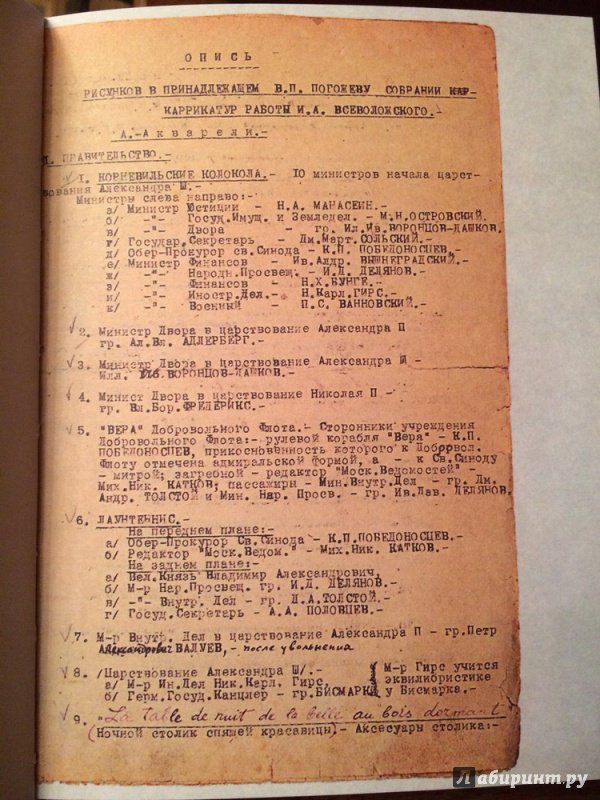 ОПИСЬ
РИСУНКОВ В ПРИНАДЛЕЖАЩЕМ В.П. ПОГОЖЕВУ СОБРАНИИ КАР-
КАРРИКАТУР РАБОТЫ И.А. ВСЕВОЛОЖСКОГО.-
А.-Акварели.-
I. ПРАВИТЕЛЬСТВО.-
1. КОРНЕВИЛЬСКИЕ КОЛОКОЛА.- 10 министров начала царст-
вования Александра Ш.-
Министры слева направо:-
а/ Министр Юстиции - Н.А. МАНАСЕИН.
б/ -"- Госуд.Имущ. и Земледел. - М.Н.ОСТРОВСКИЙ.
в/ -"- Двора - гр. Ил.Ив.ВОРОНЦОВ-ДАШКОВ.
г/ Государ.Секретарь - Дм.Март.СОЛЬСКИЙ.
д/ Обер-Прокурор св.Синода - К.П. ПОБЕДОНОСЦЕВ.
е/ Министр Финансов - Ив.Алдр. ВЫШНЕГРАДСКИЙ.
ж/ -"- Народн.Просвещ. - И.Д. ДЕЛЯНОВ.
з/ -"- Финансов - Н.Х.БУНГЕ.
и/ -"- Иностр.Дел.- Н.Карл.ГИРС.
к/ -"- Военный - П.С. ВАННОВСКИЙ.
2. Министр Двора в царствование Александра П
гр. Ал.Вл. АДЛЕРБЕРГ.-
3. Министр Двора в царствование Александра Ш -
Илл. Ив. ВОРОНЦОВ-ДАШКОВ.-
4. Минист Двора в царствование Николая П -
гр. Вл.Бор.ФРЕДЕРИКС.-
5. "ВЕРА" Добровольного Флота.- Сторонники учреждения
Добровольного Флота:- рулевой корабля "Вера" - К.П.
ПОБЕДОНОСЦЕВ, прикосновенность которого к Добровол.
Флоту отмечена адмиральской формой, а - к Св.Синоду
- митрой; загребной - редактор "Моск.Ведомостей" -
Мих.Ник. КАТКОВ; пассажиры - Мин.Внутр.Дел - гр. Дм.
Андр. ТОЛСТОЙ и Мин. Нар. Просв. - гр. Ив.Дав. ДЕЛЯНОВ.
6. ЛАУНТЕННИС.-
На переднем плане:-
а/ Обер-Прокурор Св.Синода - К.П.ПОБЕДОНОСЦЕВ.
б/ Редактор "Моск.Ведом." - Мих.Ник. КАТКОВ.
На заднем плане:-
а/ Вел.Князь Владимир Александрович,
б/ М-р Нар.Просвещ. гр. И.Д. ДЕЛЯНОВ.-
в/ -"- Внутр. Дел - гр. Д.А.ТОЛСТОЙ.-
г/ Госуд.Секретарь - А.А. ПОЛОВЦЕВ.-
7. М-р Внутр. Дел в царствование Александра П - гр.Петр
Александрович ВАЛУЕВ,- после увольнения
8. /Царствование Александра Ш/.- М-р Гирс учится
а/ М-р Ин.Дел Ник.Карл. Гирс, эквилибристике
б/ Герм.Госуд.Канцлер - гр.БИСМАРК у Бисмарка.-
9. "La table de nuit de la belle au bois dormant
(Ночной столик спящей красавицы)- Аксесуары столика:-
Лабиринт.ру